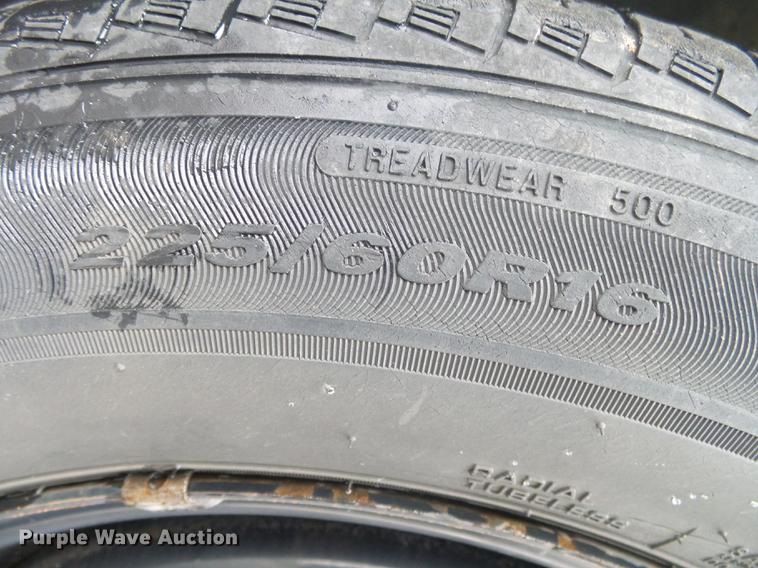 TREADWEAR 500
225/60R16
RADIAL
TUBELESS
Purple Wave Auction